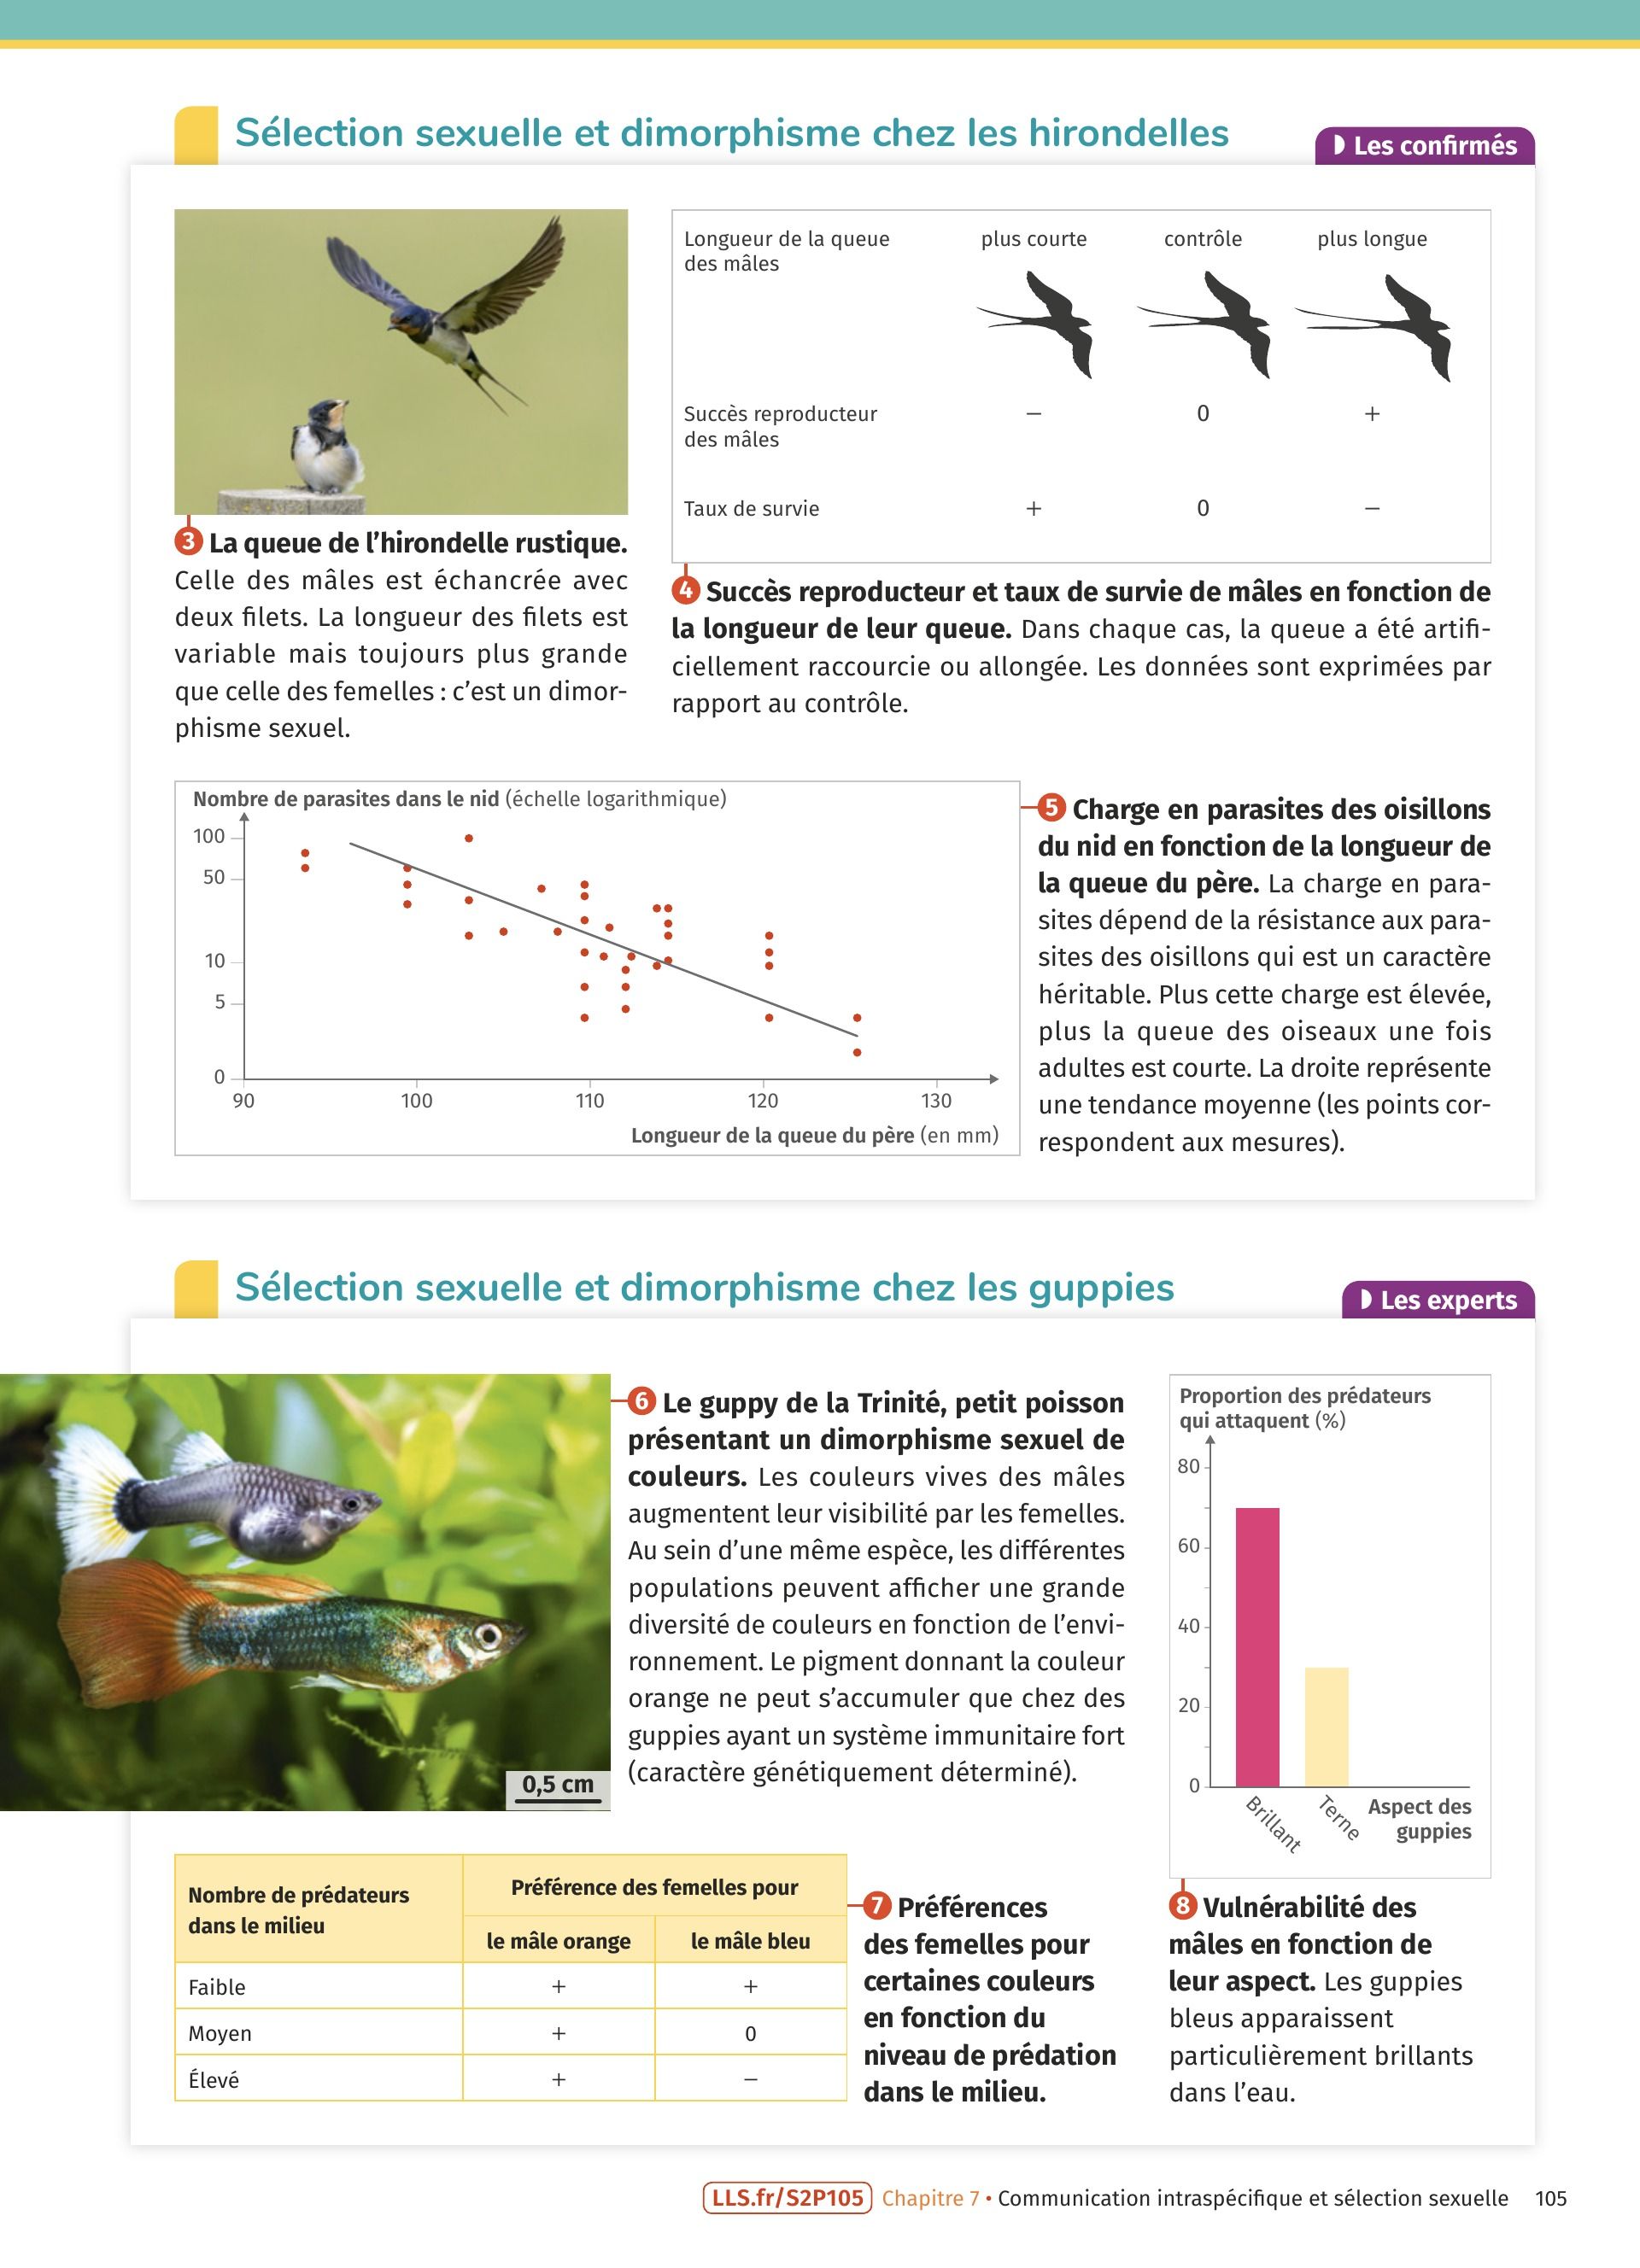 Sélection sexuelle et dimorphisme chez les hirondelles
Les confirmés
Longueur de la queue
des mâles
plus courte
contrôle
plus longue
Succès reproducteur
des mâles
− 0 +
Taux de survie
+ 0 −
3 La queue de l’hirondelle rustique.
Celle des mâles est échancrée avec
deux filets. La longueur des filets est
variable mais toujours plus grande
que celle des femelles : c’est un dimor-
phisme sexuel.
4 Succès reproducteur et taux de survie de mâles en fonction de
la longueur de leur queue. Dans chaque cas, la queue a été artifi-
ciellement raccourcie ou allongée. Les données sont exprimées par
rapport au contrôle.
Nombre de parasites dans le nid (échelle logarithmique)
100
50
10
5
0
90 100 110 120 130
Longueur de la queue du père (en mm)
5 Charge en parasites des oisillons
du nid en fonction de la longueur de
la queue du père. La charge en para-
sites dépend de la résistance aux para-
sites des oisillons qui est un caractère
héritable. Plus cette charge est élevée,
plus la queue des oiseaux une fois
adultes est courte. La droite représente
une tendance moyenne (les points cor-
respondent aux mesures).
Sélection sexuelle et dimorphisme chez les guppies
Les experts
0,5 cm
6 Le guppy de la Trinité, petit poisson
présentant un dimorphisme sexuel de
couleurs. Les couleurs vives des mâles
augmentent leur visibilité par les femelles.
Au sein d’une même espèce, les différentes
populations peuvent afficher une grande
diversité de couleurs en fonction de l’envi-
ronnement. Le pigment donnant la couleur
orange ne peut s’accumuler que chez des
guppies ayant un système immunitaire fort
(caractère génétiquement déterminé).
Proportion des prédateurs
qui attaquent (%)
80
60
40
20
0
Brillant
Terne
Aspect des
guppies
Nombre de prédateurs
dans le milieu
Préférence des femelles pour
le mâle orange
le mâle bleu
Faible + +
Moyen + 0
Élevé + −
7 Préférences
des femelles pour
certaines couleurs
en fonction du
niveau de prédation
dans le milieu.
8 Vulnérabilité des
mâles en fonction de
leur aspect. Les guppies
bleus apparaissent
particulièrement brillants
dans l’eau.
LLS.fr/S2P105 Chapitre 7 • Communication intraspécifique et sélection sexuelle 105